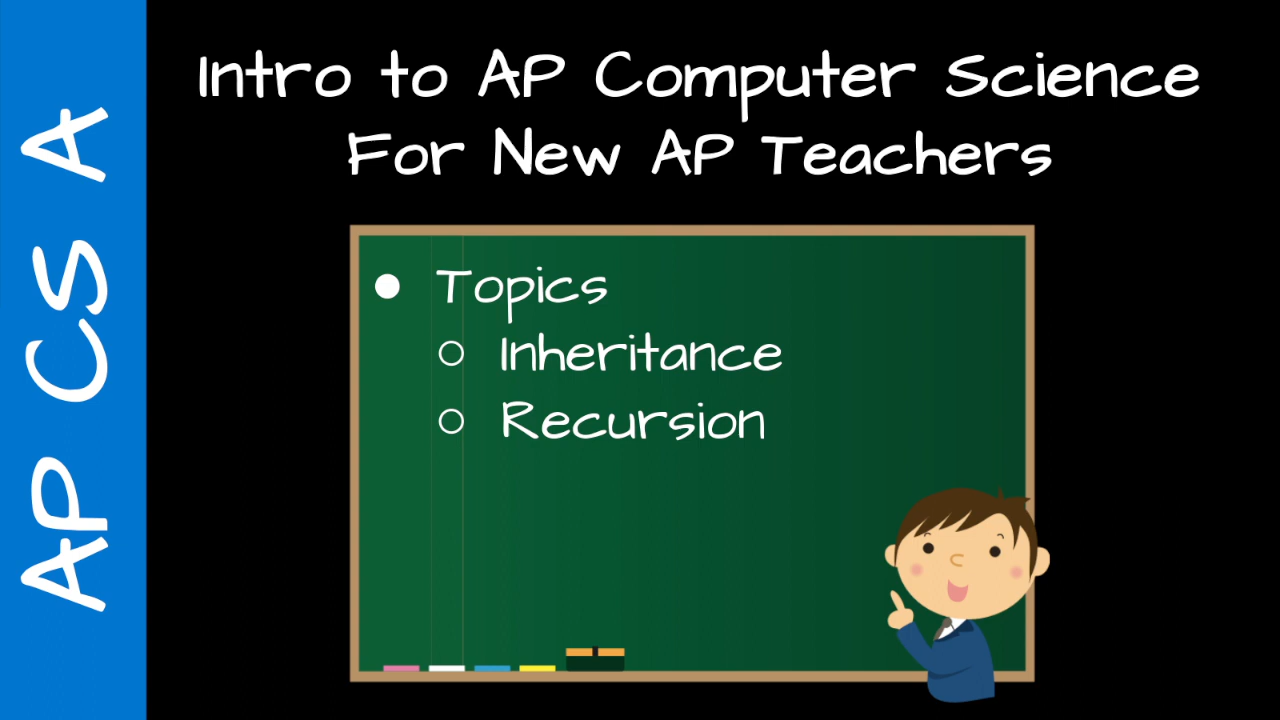 AP CS A
Intro to AP Computer Science
For New AP Teachers
Topics
Inheritance
Recursion